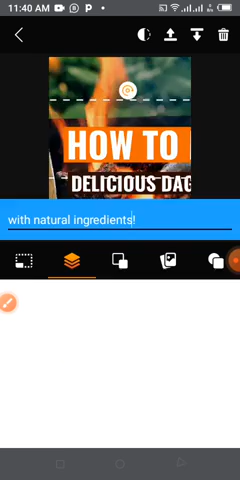 11:40 AM
HOW TO
DELICIOUS DAG
with natural ingredients!